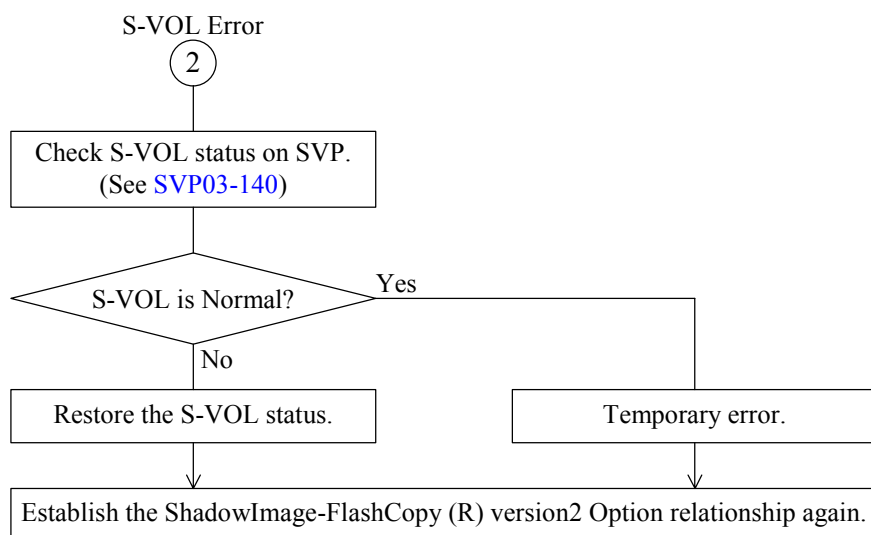 S-VOL Error
2
Check S-VOL status on SVP.
(See SVP03-140)
S-VOL is Normal?
Yes
No
Restore the S-VOL status.
Temporary error.
Establish the ShadowImage-FlashCopy (R) version2 Option relationship again.